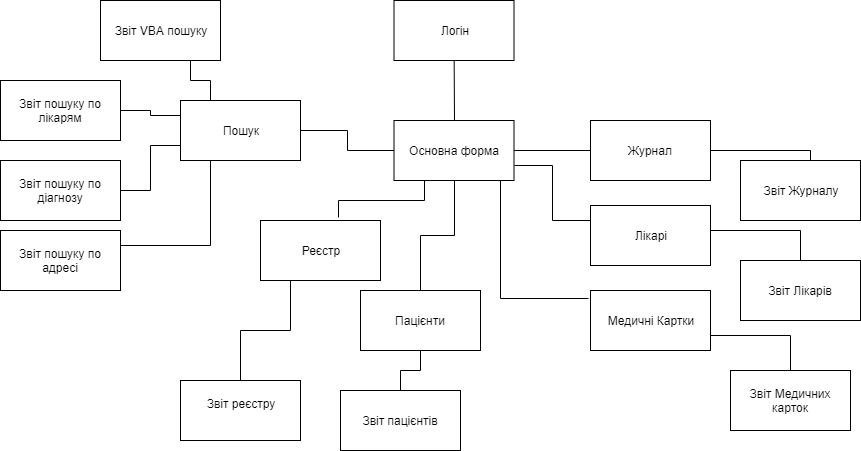 Звіт VBA пошуку
Логін
Звіт пошуку по
лікарям
Пошук
Основна форма
Журнал
Звіт пошуку по
діагнозу
Звіт Журналу
Звіт пошуку по
адресі
Реєстр
Лікарі
Звіт Лікарів
Пацієнти
Медичні Картки
Звіт реєстру
Звіт пацієнтів
Звіт Медичних
карток